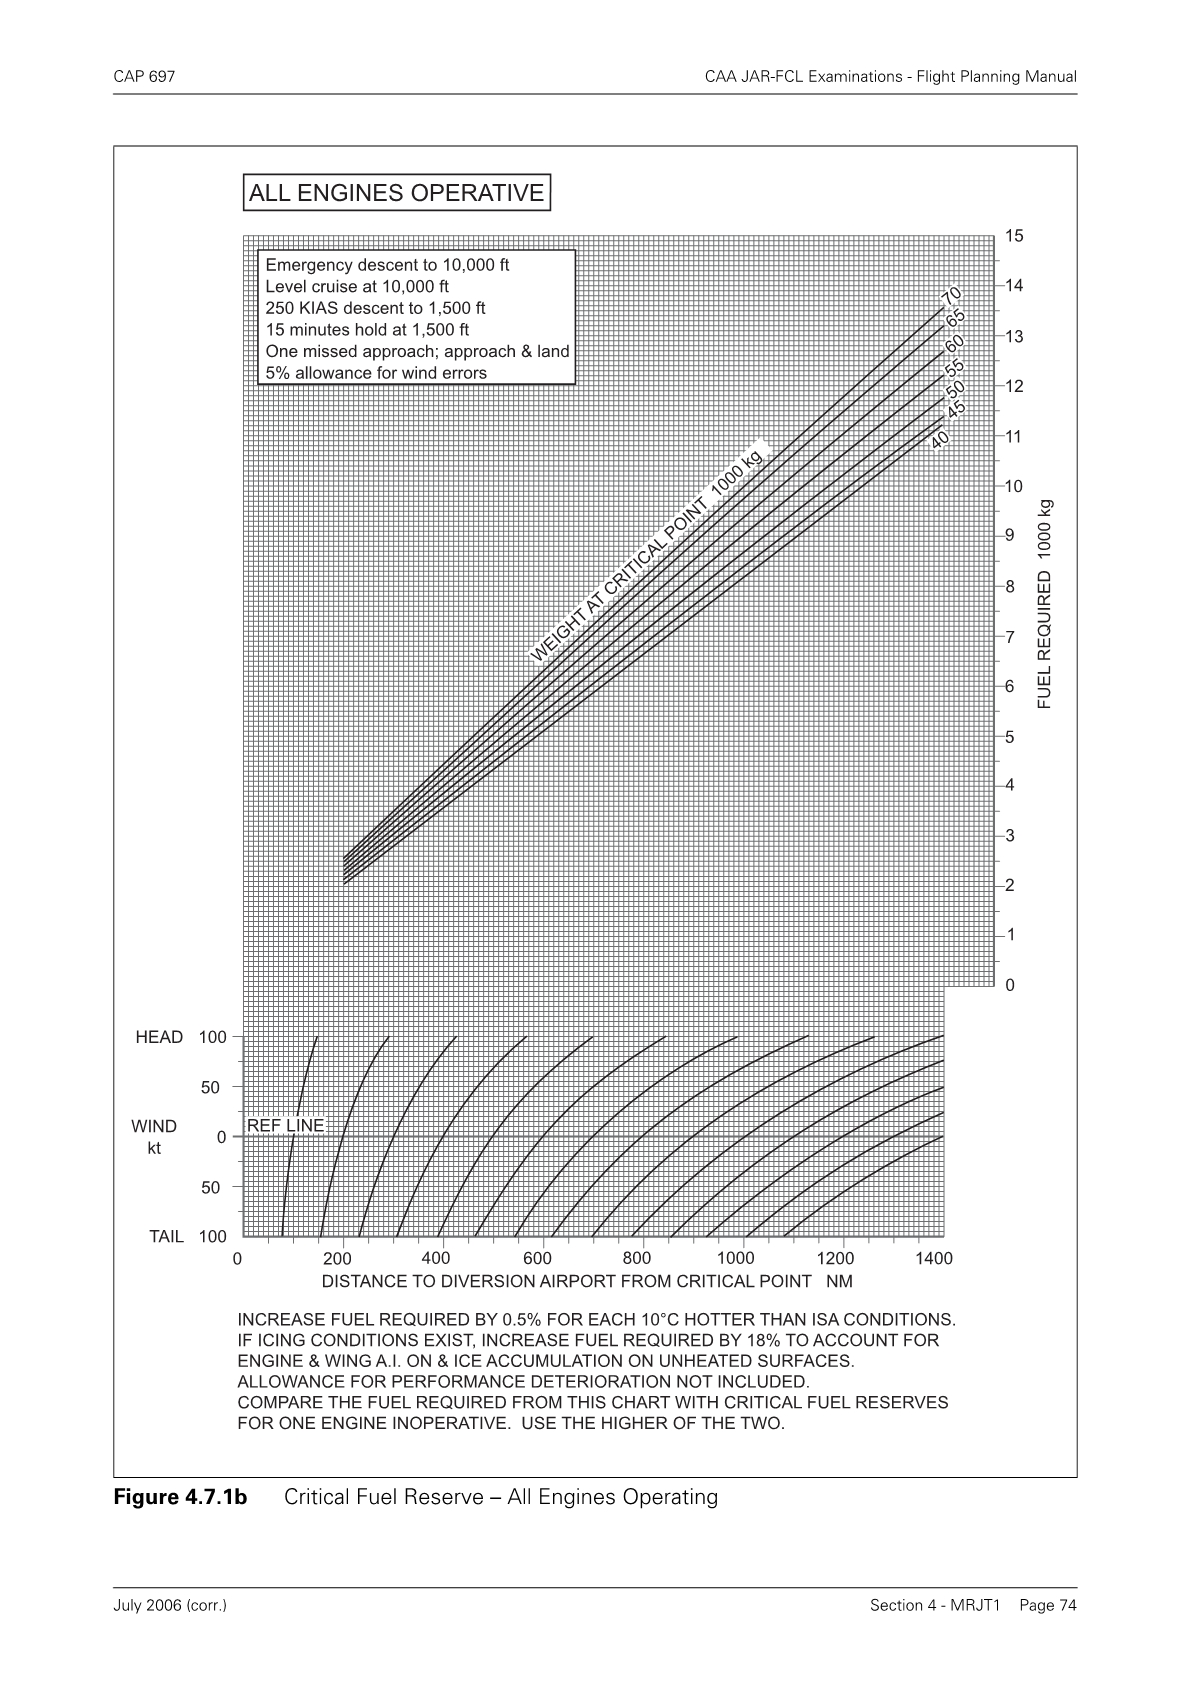 CAP 697
CAA JAR-FCL Examinations - Flight Planning Manual
ALL ENGINES OPERATIVE
Emergency descent to 10,000 ft
Level cruise at 10,000 ft
250 KIAS descent to 1,500 ft
15 minutes hold at 1,500 ft
One missed approach; approach & land
5% allowance for wind errors
15
14
13
12
11
10
9
8
7
6
5
4
3
2
1
0
FUEL REQUIRED 1000 kg
70
65
60
55
50
45
40
WEIGHT AT CRITICAL POINT 1000 kg
HEAD 100
50
REF LINE
WIND
kt
0
50
TAIL 100
0 200 400 600 800 1000 1200 1400
DISTANCE TO DIVERSION AIRPORT FROM CRITICAL POINT NM
INCREASE FUEL REQUIRED BY 0.5% FOR EACH 10°C HOTTER THAN ISA CONDITIONS.
IF ICING CONDITIONS EXIST, INCREASE FUEL REQUIRED BY 18% TO ACCOUNT FOR
ENGINE & WING A.I. ON & ICE ACCUMULATION ON UNHEATED SURFACES.
ALLOWANCE FOR PERFORMANCE DETERIORATION NOT INCLUDED.
COMPARE THE FUEL REQUIRED FROM THIS CHART WITH CRITICAL FUEL RESERVES
FOR ONE ENGINE INOPERATIVE. USE THE HIGHER OF THE TWO.
Figure 4.7.1b Critical Fuel Reserve – All Engines Operating
July 2006 (corr.)
Section 4 - MRJT1 Page 74